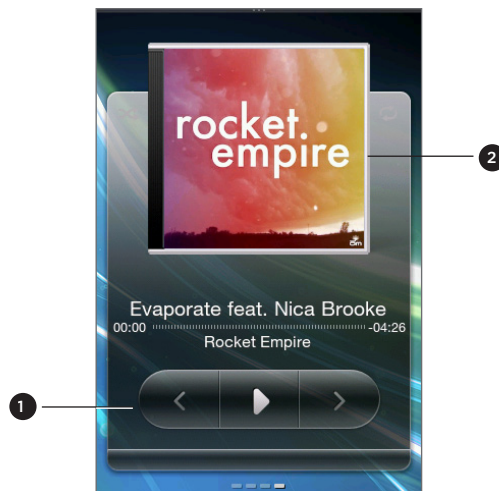 rocket.
empire
2
Evaporate feat. Nica Brooke
00:00 -04:26
Rocket Empire
1